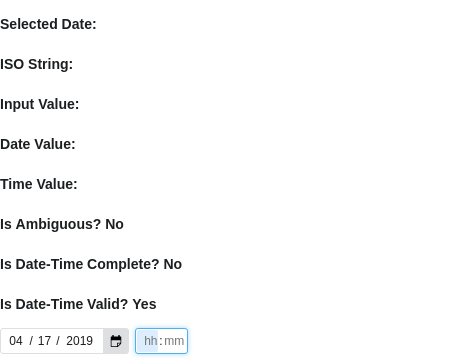 Selected Date:
ISO String:
Input Value:
Date Value:
Time Value:
Is Ambiguous? No
Is Date-Time Complete? No
Is Date-Time Valid? Yes
04 / 17 / 2019 hh:mm